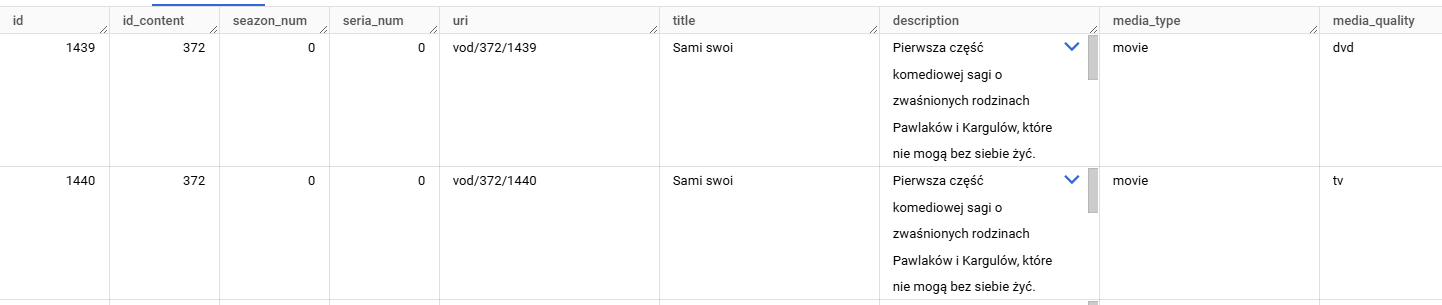 id id_content seazon_num seria_num uri title description media_type media_quality
1439 372 0 0 vod/372/1439 Sami swoi Pierwsza część movie dvd
komediowej sagi o
zwaśnionych rodzinach
Pawlaków i Kargulów, które
nie mogą bez siebie żyć.
1440 372 0 0 vod/372/1440 Sami swoi Pierwsza część movie tv
komediowej sagi o
zwaśnionych rodzinach
Pawlaków i Kargulów, które
nie mogą bez siebie żyć.